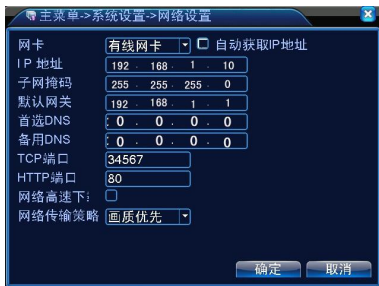 主菜单->系统设置->网络设置
网卡 有线网卡 自动获取IP地址
IP 地址 192 . 168 . 1 . 10
子网掩码 255 . 255 . 255 . 0
默认网关 192 . 168 . 1 . 1
首选DNS 0 . 0 . 0 . 0
备用DNS 0 . 0 . 0 . 0
TCP端口 34567
HTTP端口 80
网络高速下
网络传输策略 画质优先
确定 取消